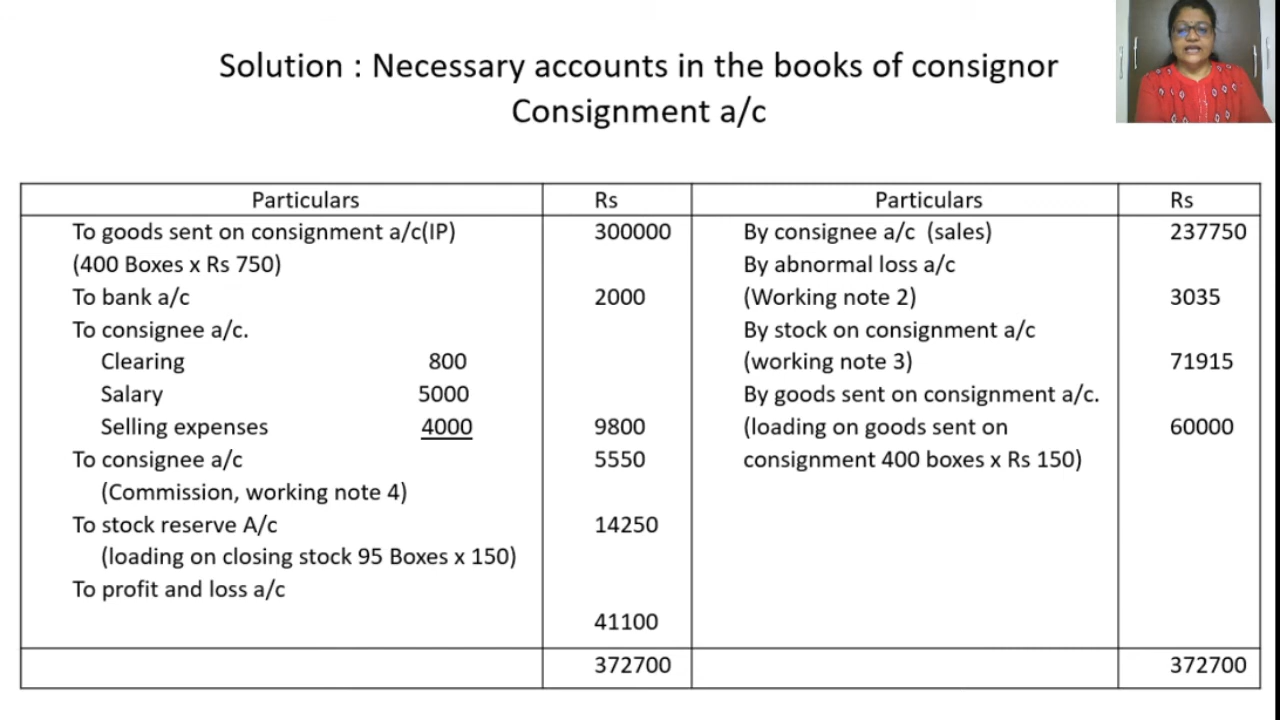 Solution : Necessary accounts in the books of consignor
Consignment a/c
Particulars Rs Particulars Rs
To goods sent on consignment a/c(IP) 300000 By consignee a/c (sales) 237750
(400 Boxes x Rs 750) By abnormal loss a/c
To bank a/c 2000 (Working note 2) 3035
To consignee a/c. By stock on consignment a/c
Clearing 800 (working note 3) 71915
Salary 5000 By goods sent on consignment a/c.
Selling expenses 4000 9800 (loading on goods sent on 60000
To consignee a/c 5550 consignment 400 boxes x Rs 150)
(Commission, working note 4)
To stock reserve A/c 14250
(loading on closing stock 95 Boxes x 150)
To profit and loss a/c
41100
372700 372700